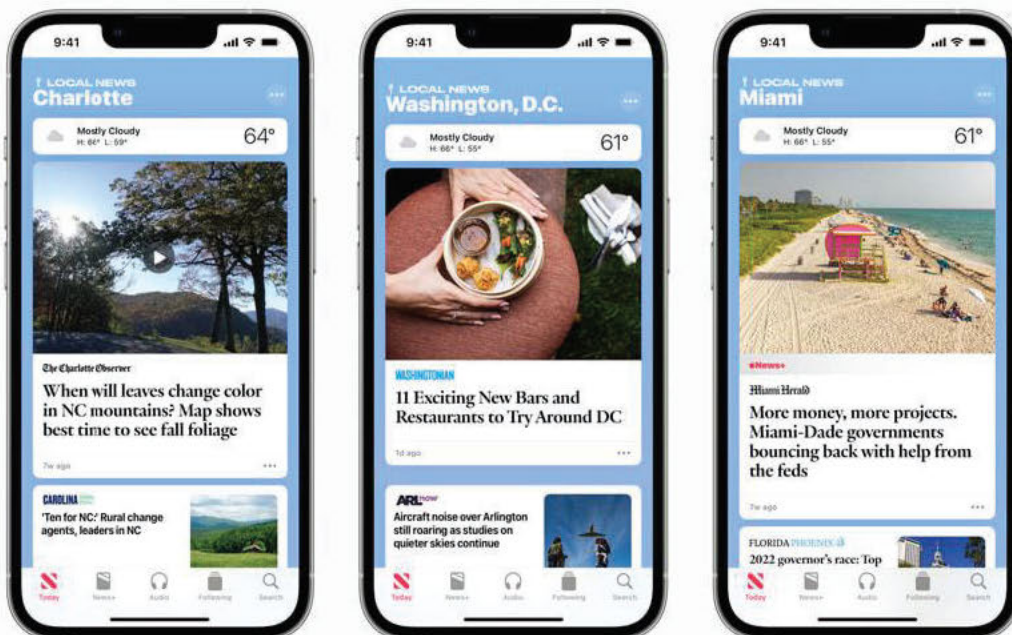 9:41
LOCAL NEWS
Charlotte
Mostly Cloudy
H: 66° L: 59°
64°
The Charlotte Observer
When will leaves change color
in NC mountains? Map shows
best time to see fall foliage
7w ago
CAROLINA
'Ten for NC:' Rural change
agents, leaders in NC
Today
News+
Audio
Following
Search
9:41
LOCAL NEWS
Washington, D.C.
Mostly Cloudy
H: 66° L: 55°
61°
WASHINGTONIAN
11 Exciting New Bars and
Restaurants to Try Around DC
1d ago
ARLnow
Aircraft noise over Arlington
still roaring as studies on
quieter skies continue
Today
News+
Audio
Following
Search
9:41
LOCAL NEWS
Miami
Mostly Cloudy
H: 66° L: 55°
61°
News+
Miami Herald
More money, more projects.
Miami-Dade governments
bouncing back with help from
the feds
7w ago
FLORIDA PHOENIX
2022 governor's race: Top
Today
News+
Audio
Following
Search